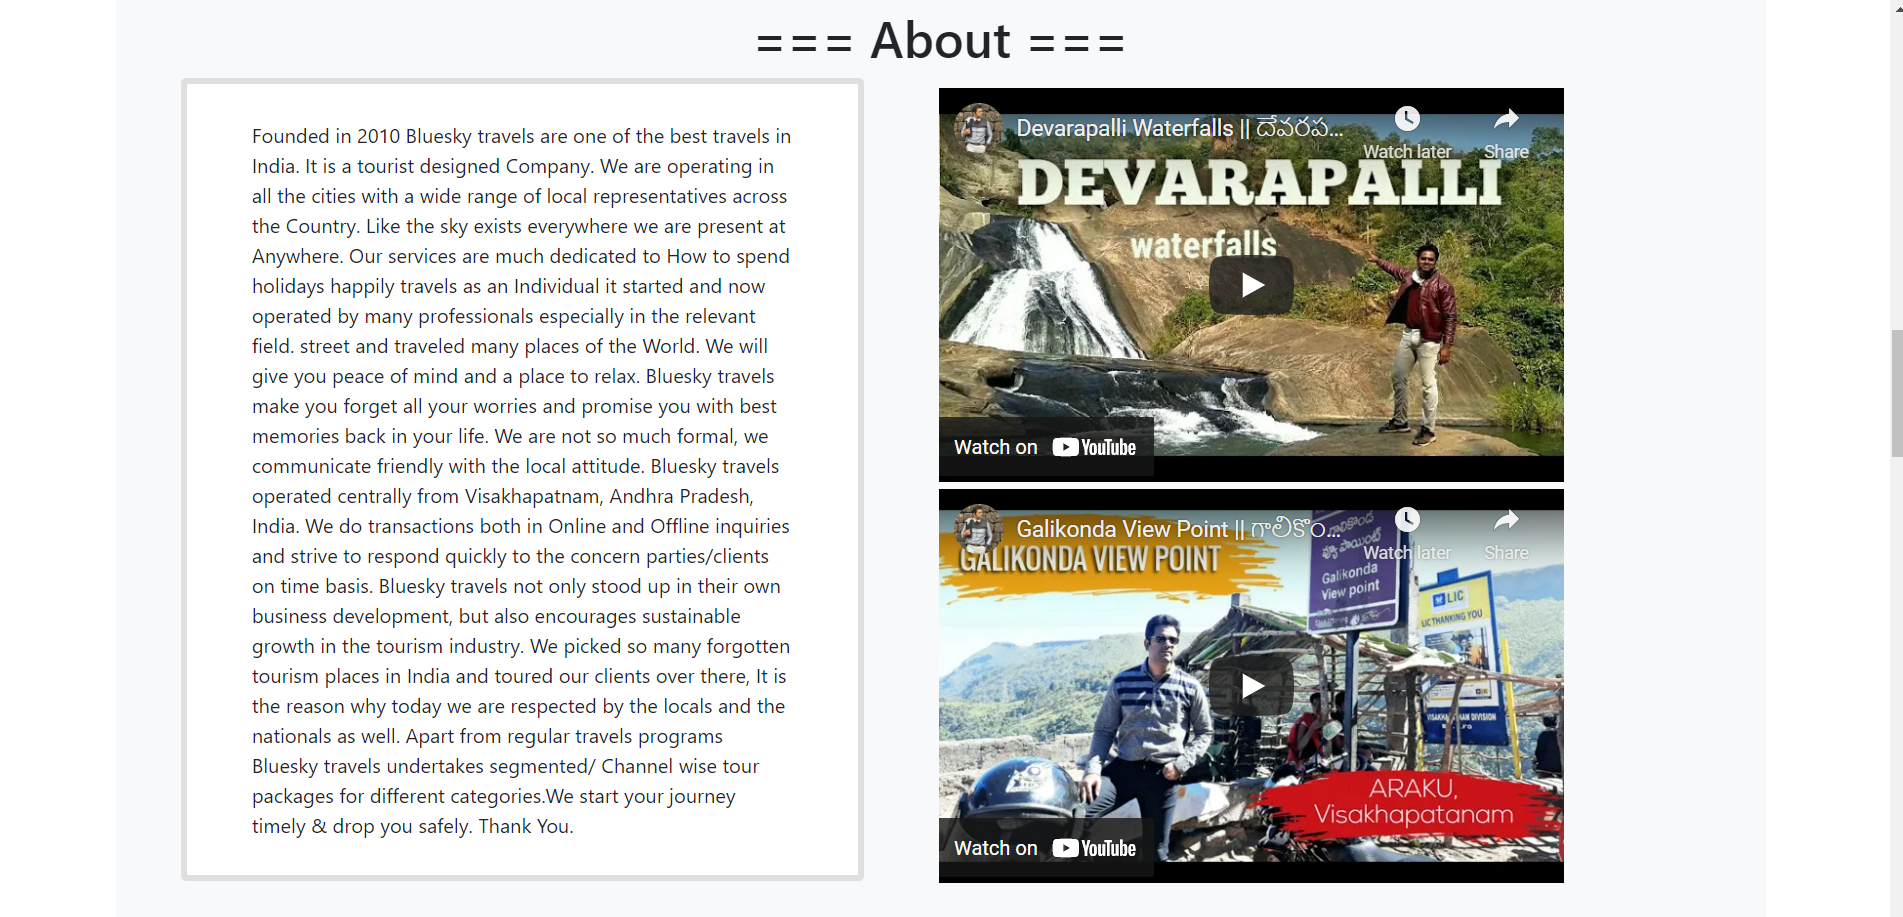 === About ===
Founded in 2010 Bluesky travels are one of the best travels in
India. It is a tourist designed Company. We are operating in
all the cities with a wide range of local representatives across
the Country. Like the sky exists everywhere we are present at
Anywhere. Our services are much dedicated to How to spend
holidays happily travels as an Individual it started and now
operated by many professionals especially in the relevant
field. street and traveled many places of the World. We will
give you peace of mind and a place to relax. Bluesky travels
make you forget all your worries and promise you with best
memories back in your life. We are not so much formal, we
communicate friendly with the local attitude. Bluesky travels
operated centrally from Visakhapatnam, Andhra Pradesh,
India. We do transactions both in Online and Offline inquiries
and strive to respond quickly to the concern parties/clients
on time basis. Bluesky travels not only stood up in their own
business development, but also encourages sustainable
growth in the tourism industry. We picked so many forgotten
tourism places in India and toured our clients over there, It is
the reason why today we are respected by the locals and the
nationals as well. Apart from regular travels programs
Bluesky travels undertakes segmented/ Channel wise tour
packages for different categories.We start your journey
timely & drop you safely. Thank You.
Devarapalli Waterfalls || దేవరప...
Watch later
Share
DEVARAPALLI
waterfalls
Watch on YouTube
Galikonda View Point || గాలికొం...
Watch later
Share
GALIKONDA VIEW POINT
గాలికొండ
వ్యూ పాయింట్
Galikonda
View point
LIC
LIC THANKING YOU
DIVISION
ARAKU,
Visakhapatanam
Watch on YouTube